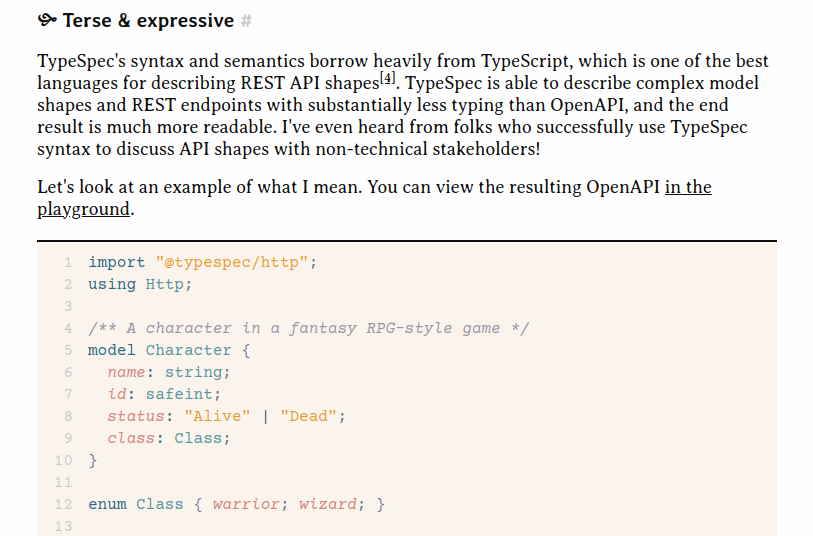 Terse & expressive #
TypeSpec's syntax and semantics borrow heavily from TypeScript, which is one of the best
languages for describing REST API shapes[4]. TypeSpec is able to describe complex model
shapes and REST endpoints with substantially less typing than OpenAPI, and the end
result is much more readable. I've even heard from folks who successfully use TypeSpec
syntax to discuss API shapes with non-technical stakeholders!
Let's look at an example of what I mean. You can view the resulting OpenAPI in the
playground.
1 import "@typespec/http";
2 using Http;
3
4 /** A character in a fantasy RPG-style game */
5 model Character {
6   name: string;
7   id: safeint;
8   status: "Alive" | "Dead";
9   class: Class;
10 }
11
12 enum Class { warrior; wizard; }
13